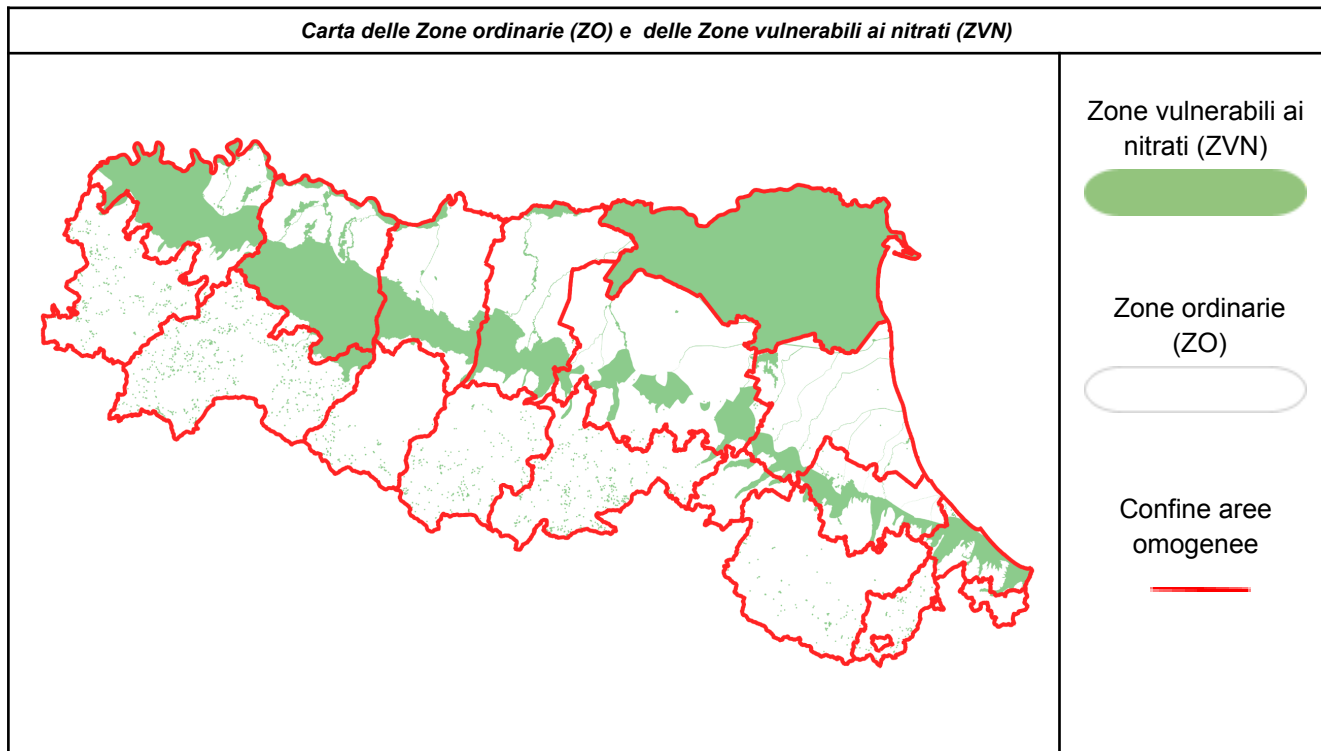 Carta delle Zone ordinarie (ZO) e delle Zone vulnerabili ai nitrati (ZVN)
Zone vulnerabili ai
nitrati (ZVN)
Zone ordinarie
(ZO)
Confine aree
omogenee